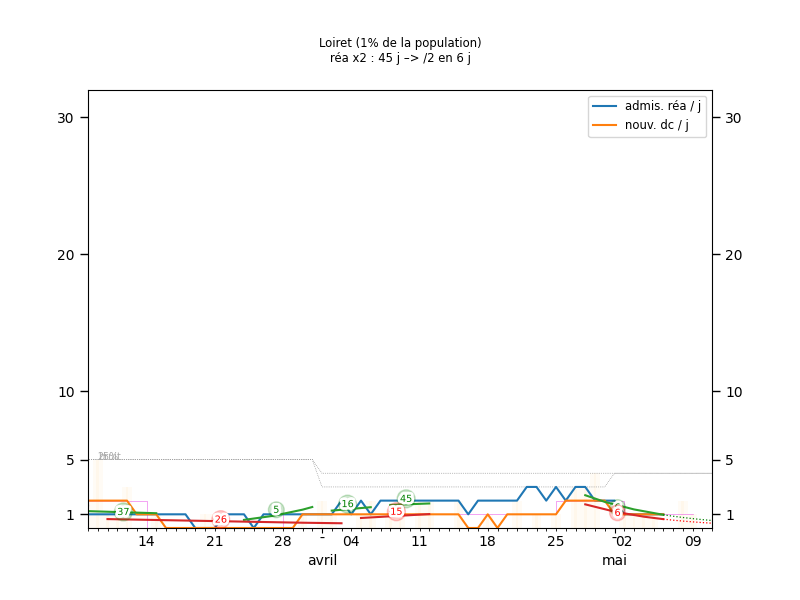 Loiret (1% de la population)
réa x2 : 45 j –> /2 en 6 j
admis. réa / j
nouv. dc / j
30 30
20 20
10 10
5 5
1 1
37
26
5
16
45
15
6
14 21 28 - 04 11 18 25 - 02 09
avril mai